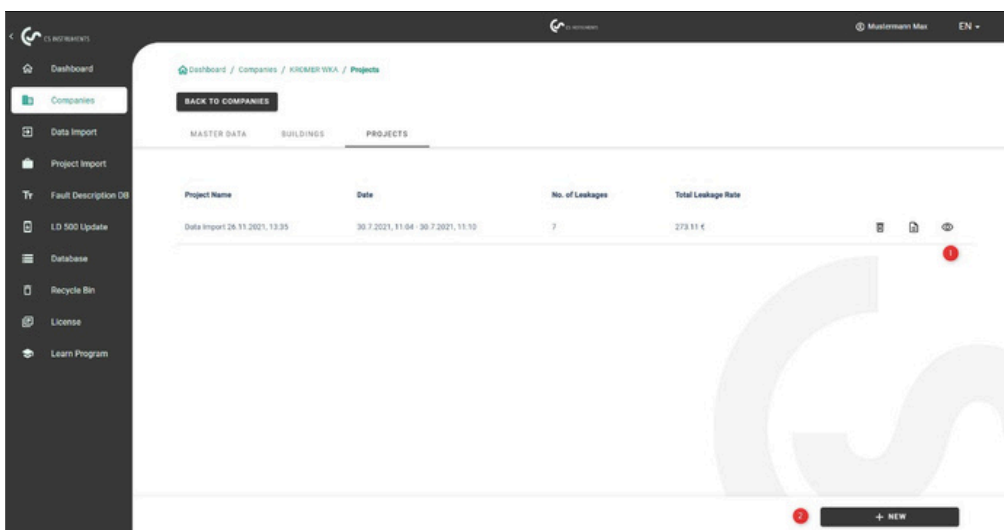 CS INSTRUMENTS
CS INSTRUMENTS
Mustermann Max
EN
Dashboard
Companies
Data Import
Project Import
Fault Description DB
LD 500 Update
Database
Recycle Bin
License
Learn Program
Dashboard / Companies / KROMER WKA / Projects
BACK TO COMPANIES
MASTER DATA BUILDINGS PROJECTS
Project Name Date No. of Leakages Total Leakage Rate
Data Import 26.11.2021, 13:35 30.7.2021, 11:04 - 30.7.2021, 11:10 7 273.11 €
1
2
+ NEW